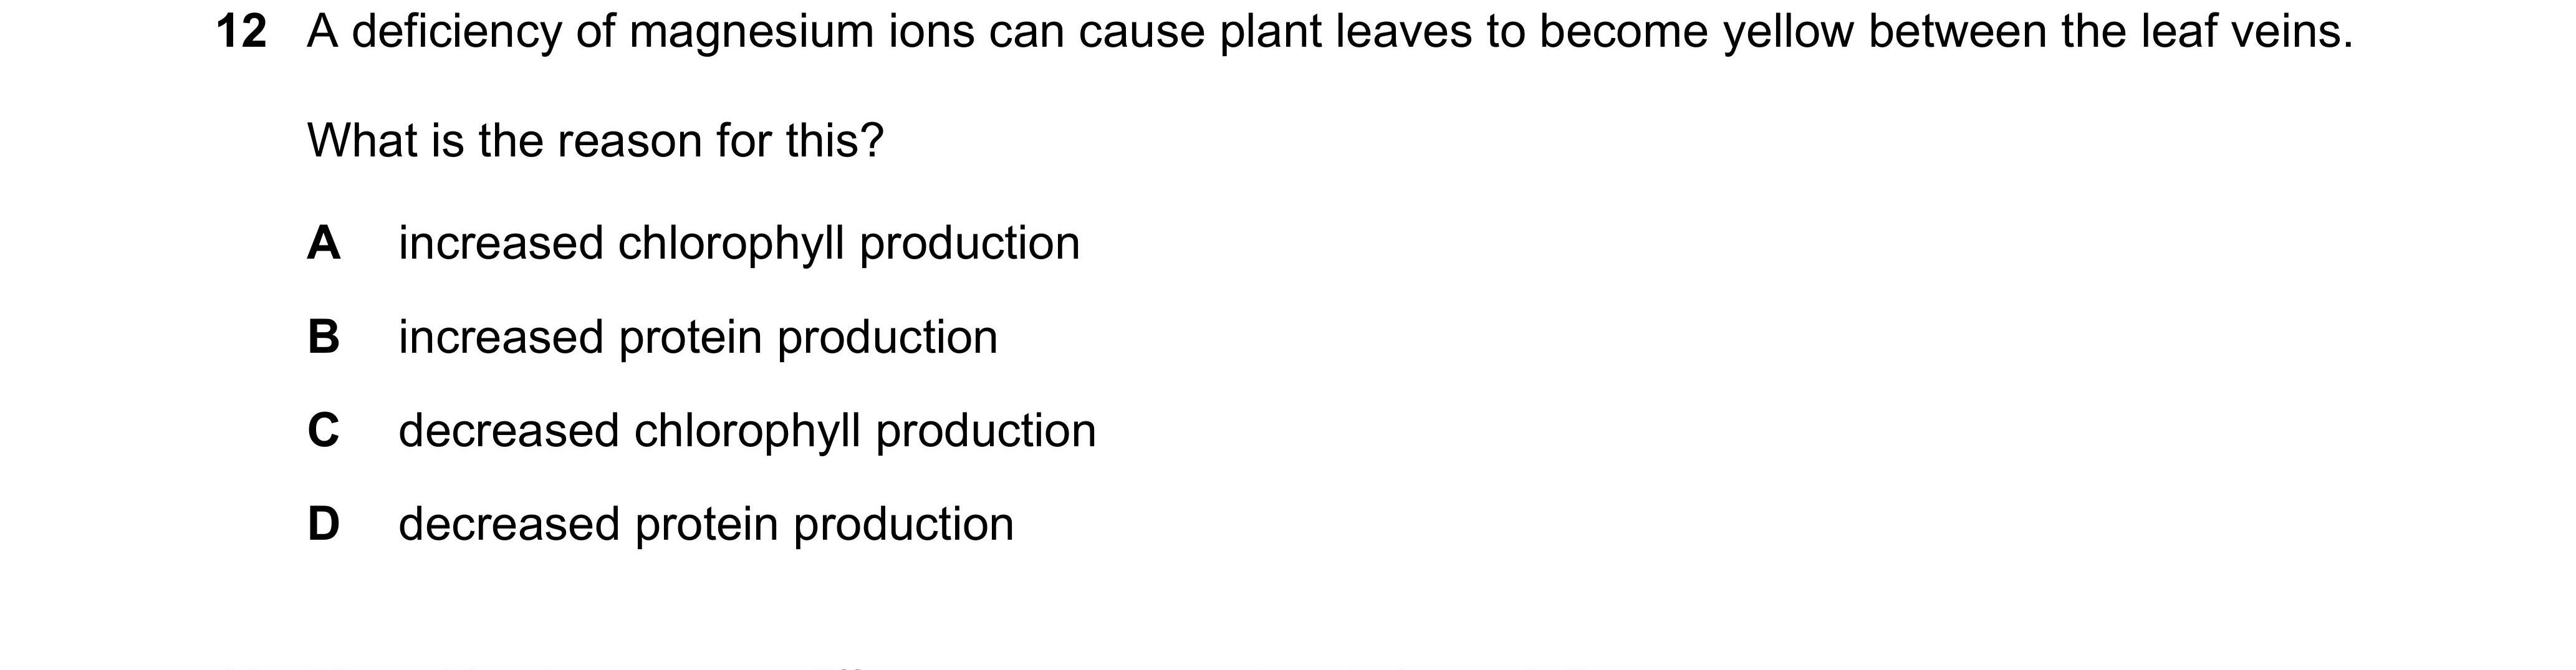 12 A deficiency of magnesium ions can cause plant leaves to become yellow between the leaf veins.
What is the reason for this?
A increased chlorophyll production
B increased protein production
C decreased chlorophyll production
D decreased protein production